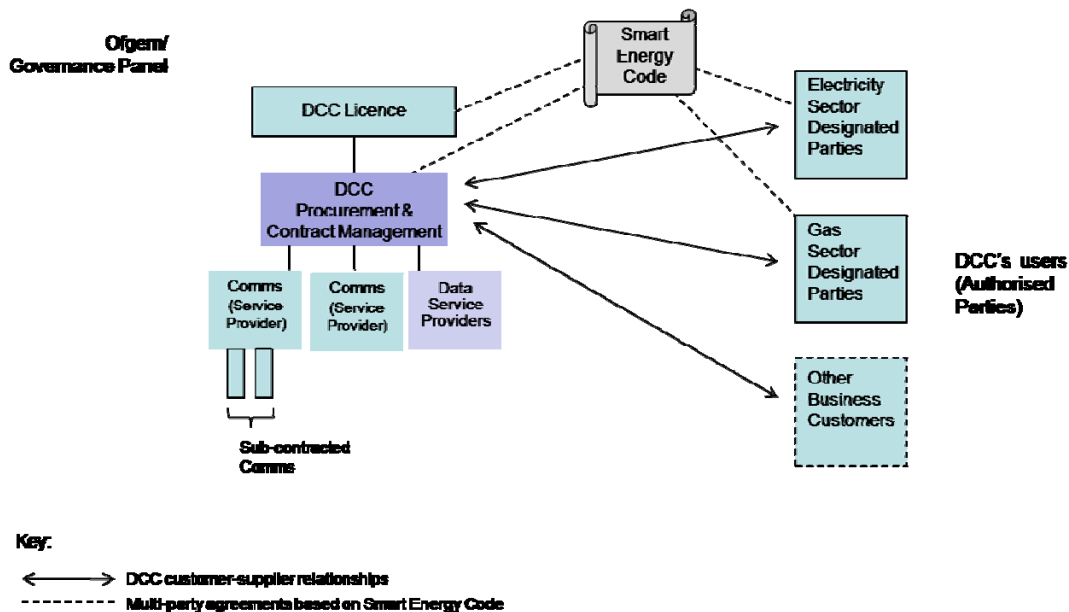 Ofgem/
Governance Panel
Smart
Energy
Code
DCC Licence
Electricity
Sector
Designated
Parties
DCC
Procurement &
Contract Management
Gas
Sector
Designated
Parties
DCC's users
(Authorised
Parties)
Comms
(Service
Provider)
Comms
(Service
Provider)
Data
Service
Providers
Other
Business
Customers
Sub-contracted
Comms
Key:
DCC customer-supplier relationships
Multi-party agreements based on Smart Energy Code